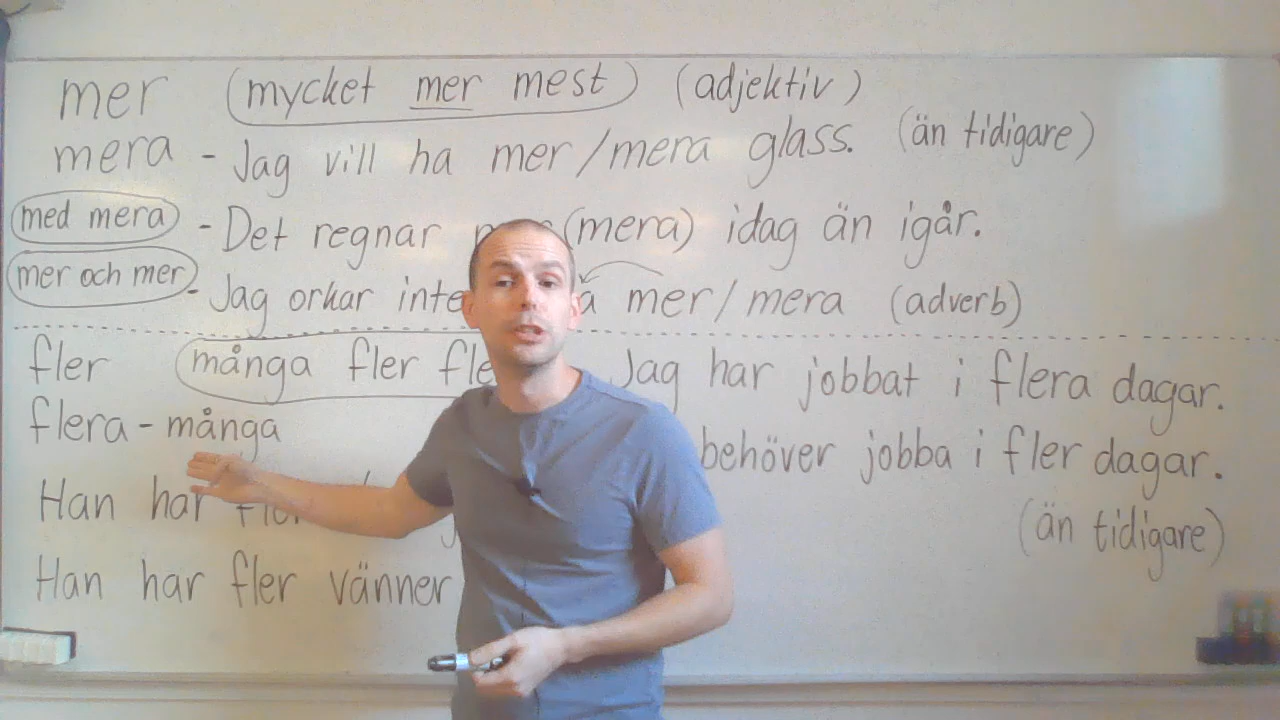 mer (mycket mer mest) (adjektiv)
mera - Jag vill ha mer/mera glass. (än tidigare)
med mera - Det regnar (mera) idag än igår.
mer och mer - Jag orkar inte mer/mera (adverb)
fler många fler Jag har jobbat i flera dagar.
flera - många behöver jobba i fler dagar.
Han har (än tidigare)
Han har fler vänner